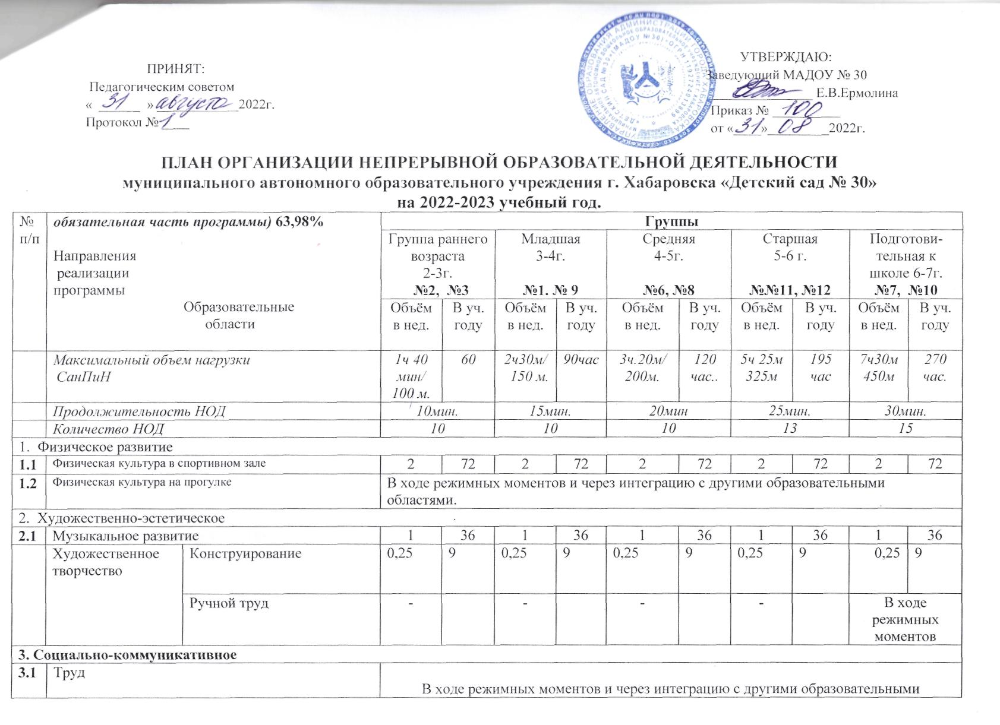 ПРИНЯТ:
Педагогическим советом
« 31 » августа 2022г.
Протокол № 1
УТВЕРЖДАЮ:
Заведующий МАДОУ № 30
Е.В.Ермолина
Приказ № 100
от «31» 08 2022г.
ПЛАН ОРГАНИЗАЦИИ НЕПРЕРЫВНОЙ ОБРАЗОВАТЕЛЬНОЙ ДЕЯТЕЛЬНОСТИ
муниципального автономного образовательного учреждения г. Хабаровска «Детский сад № 30»
на 2022-2023 учебный год.
№ п/п
обязательная часть программы) 63,98%
Направления
реализации
программы
Образовательные
области
Группы
Группа раннего возраста 2-3г. №2, №3
Младшая 3-4г. №1. № 9
Средняя 4-5г. №6, №8
Старшая 5-6 г. №№11, №12
Подготови-тельная к школе 6-7г. №7, №10
Объём в нед. В уч. году Объём в нед. В уч. году Объём в нед. В уч. году Объём в нед. В уч. году Объём в нед. В уч. году
Максимальный объем нагрузки СанПиН 1ч 40 мин/ 100 м. 60 2ч30м/ 150 м. 90час 3ч.20м/ 200м. 120 час.. 5ч 25м 325м 195 час 7ч30м 450м 270 час.
Продолжительность НОД 10мин. 15мин. 20мин 25мин. 30мин.
Количество НОД 10 10 10 13 15
1. Физическое развитие
1.1 Физическая культура в спортивном зале 2 72 2 72 2 72 2 72 2 72
1.2 Физическая культура на прогулке В ходе режимных моментов и через интеграцию с другими образовательными
областями.
2. Художественно-эстетическое
2.1 Музыкальное развитие 1 36 1 36 1 36 1 36 1 36
Художественное творчество Конструирование 0,25 9 0,25 9 0,25 9 0,25 9 0,25 9
Ручной труд - - - - В ходе режимных моментов
3. Социально-коммуникативное
3.1 Труд
В ходе режимных моментов и через интеграцию с другими образовательными